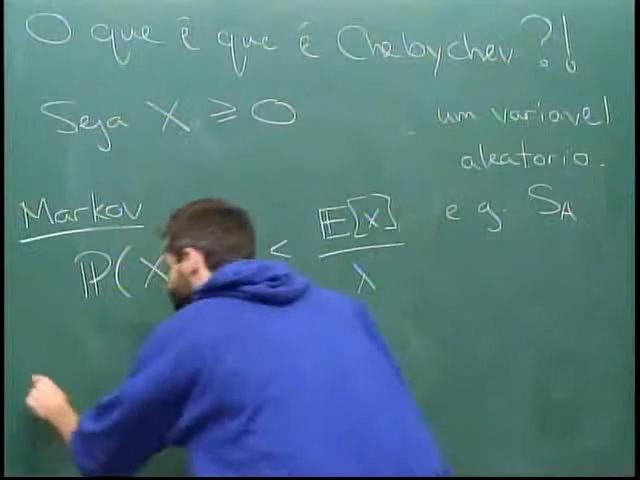 O que ê que é Chebychev ?!
Seja X ≥ 0 um variavel
aleatorio.
Markov e g. S_A
P(X < E[X] / λ